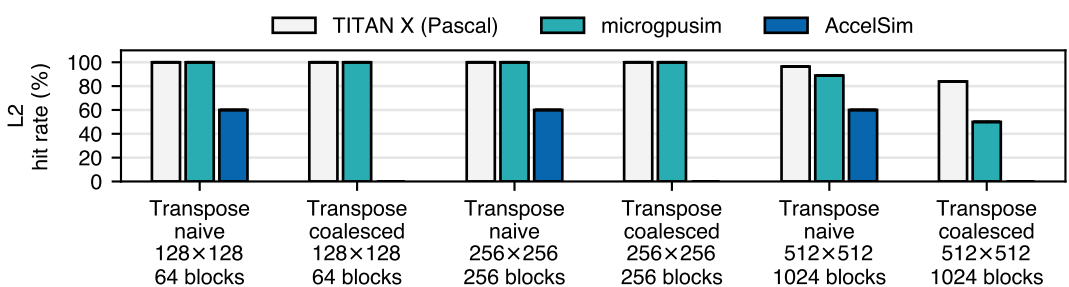 TITAN X (Pascal) microgpusim AccelSim
L2
hit rate (%)
100
80
60
40
20
0
Transpose
naive
128×128
64 blocks
Transpose
coalesced
128×128
64 blocks
Transpose
naive
256×256
256 blocks
Transpose
coalesced
256×256
256 blocks
Transpose
naive
512×512
1024 blocks
Transpose
coalesced
512×512
1024 blocks